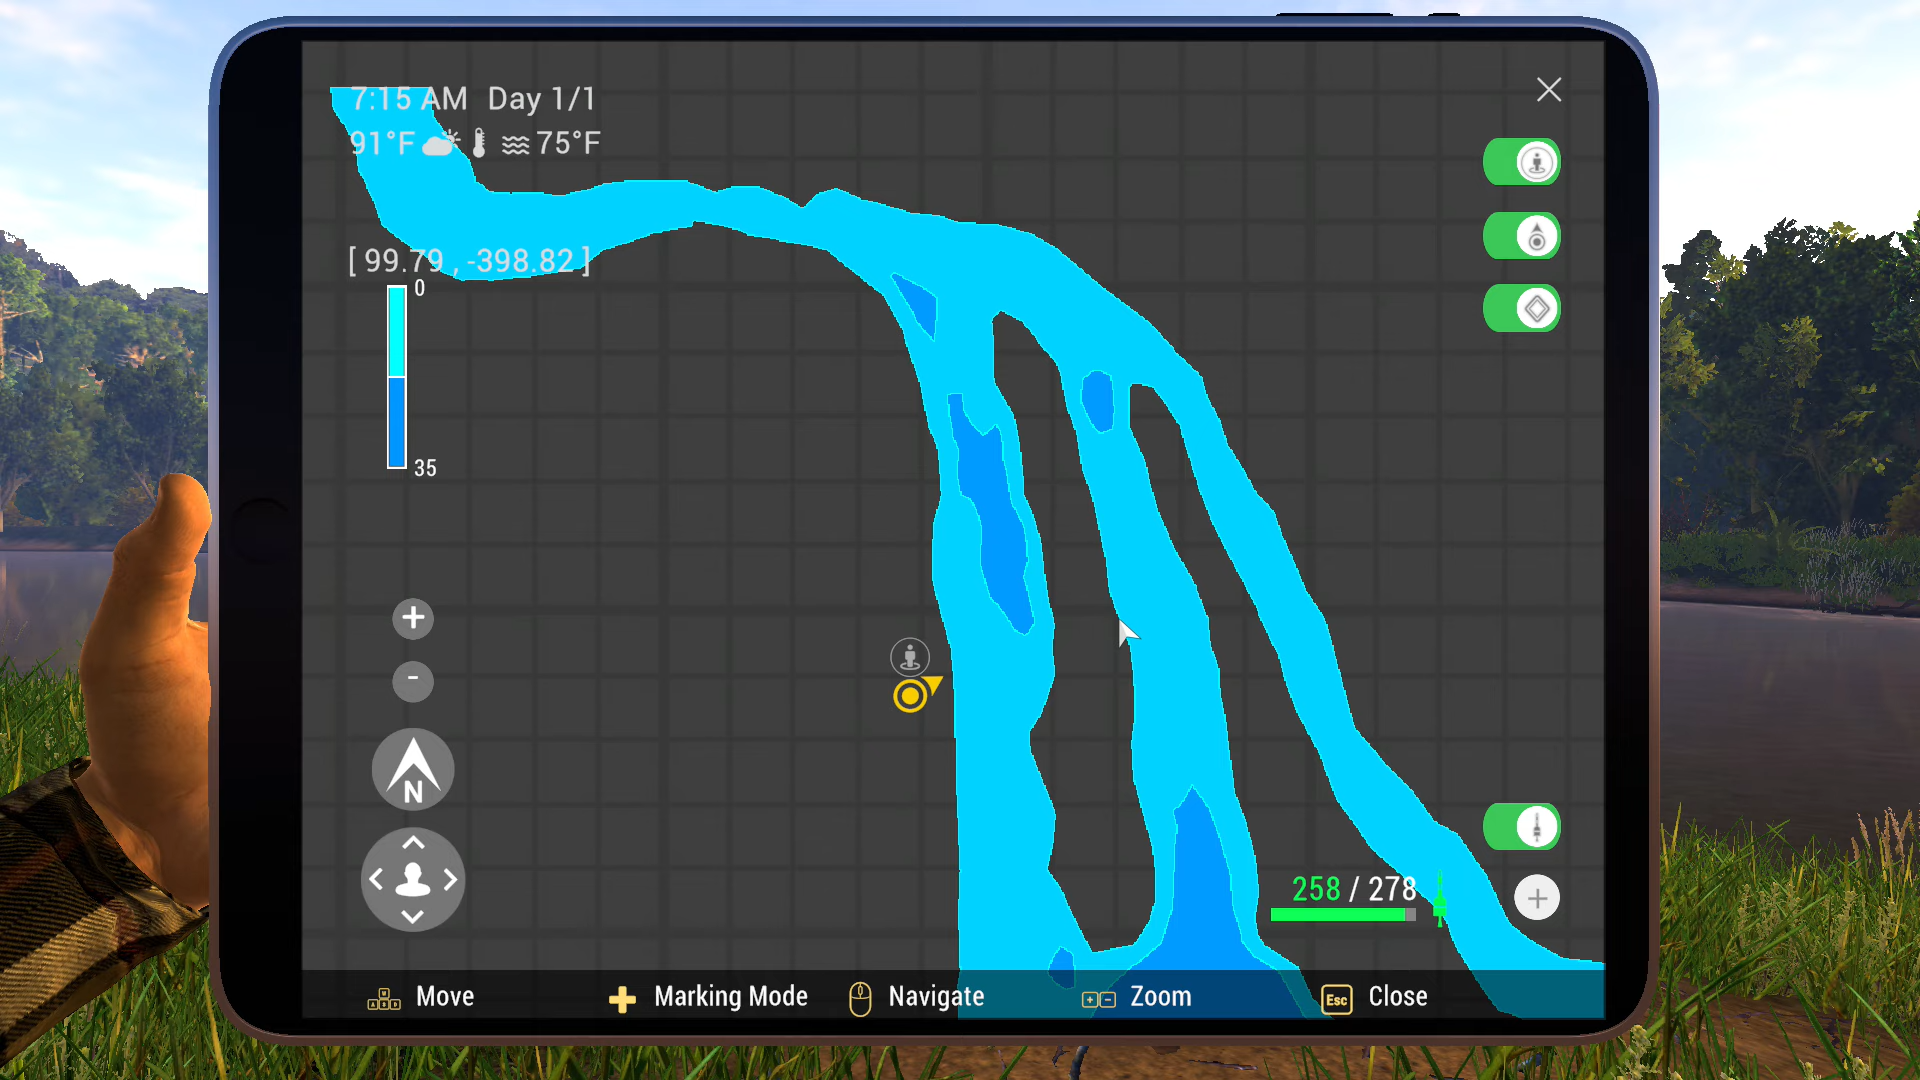 7:15 AM Day 1/1
91°F 75°F
[ 99.79 , -398.82 ]
0
35
+
-
N
258 / 278
+
Move
Marking Mode
Navigate
+ - Zoom
Esc Close